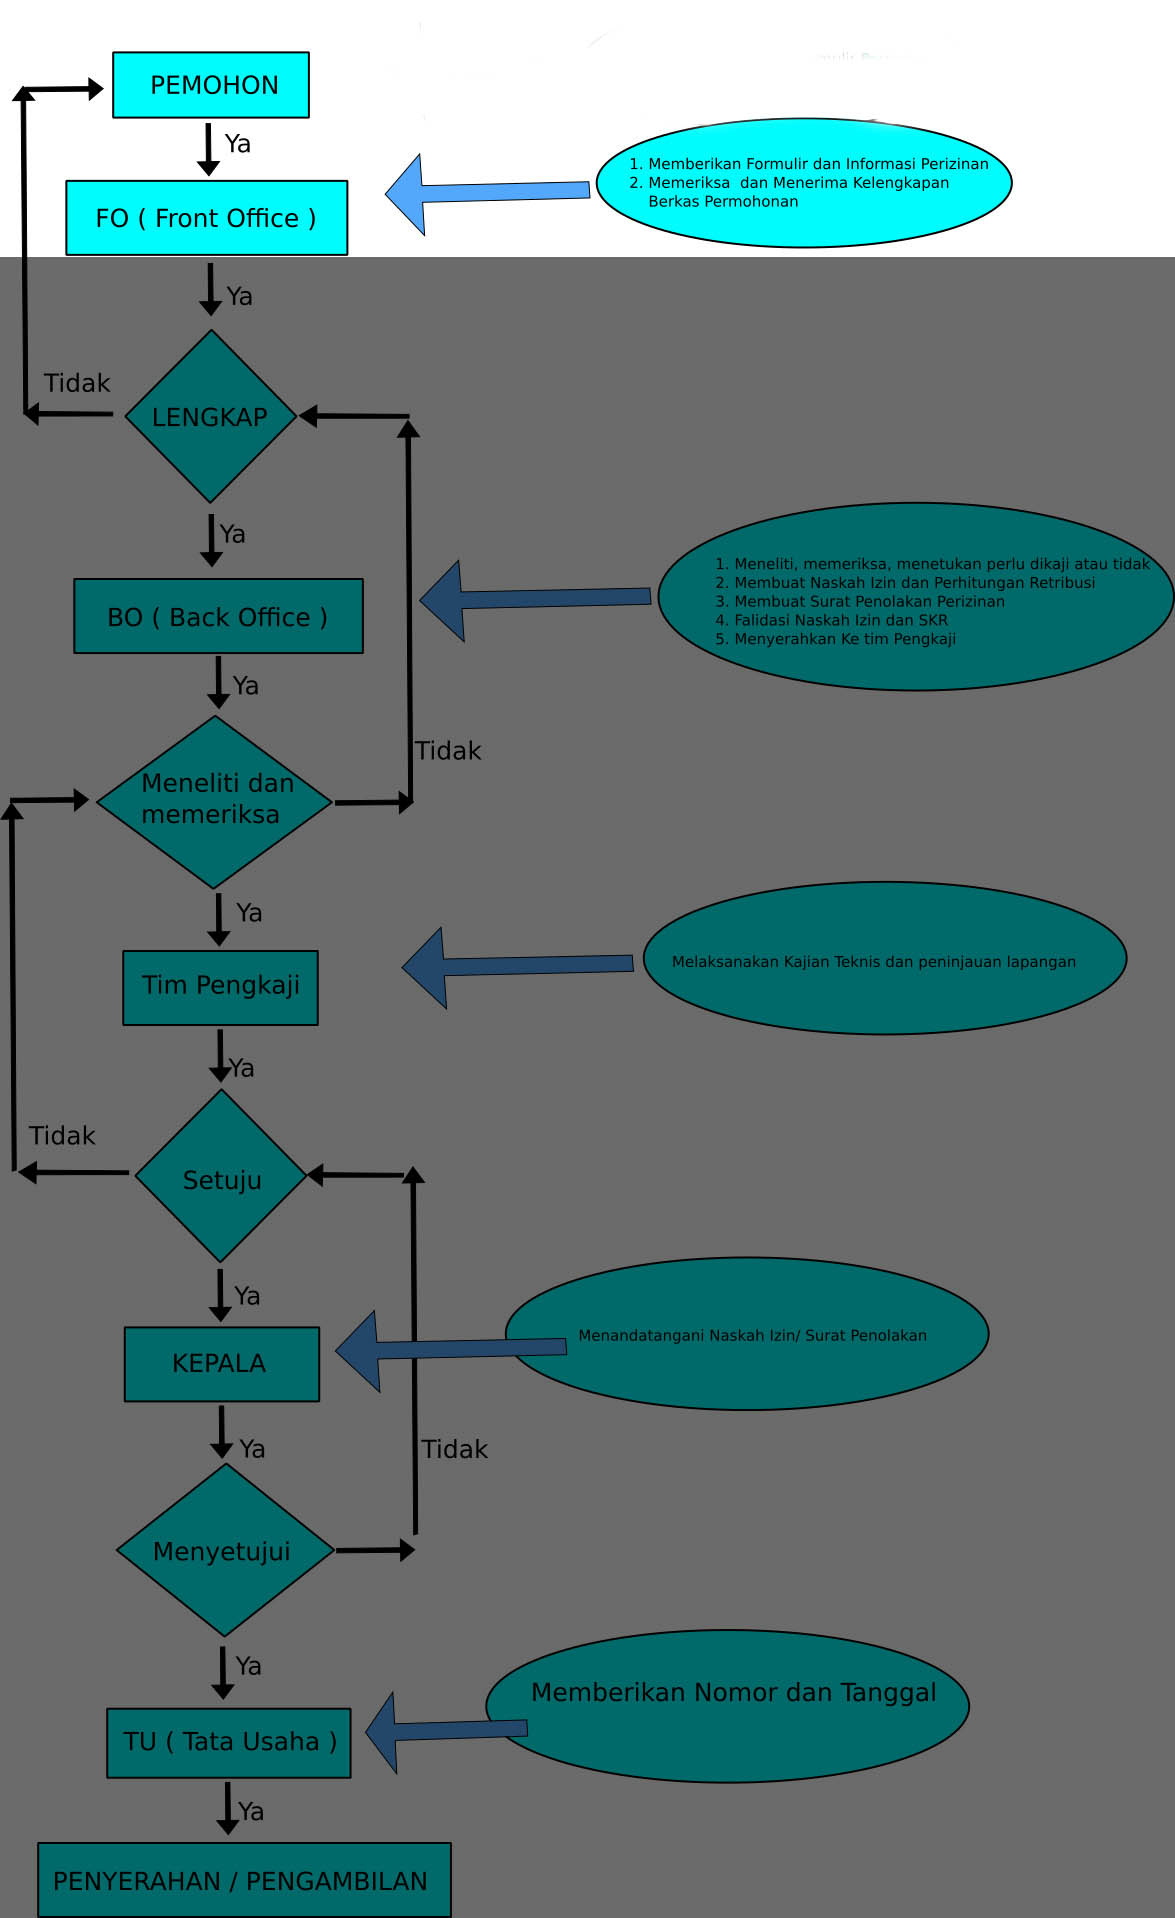 PEMOHON
Ya
1. Memberikan Formulir dan Informasi Perizinan
2. Memeriksa  dan Menerima Kelengkapan
Berkas Permohonan
FO ( Front Office )
Ya
Tidak
LENGKAP
Ya
1. Meneliti, memeriksa, menetukan perlu dikaji atau tidak
2. Membuat Naskah Izin dan Perhitungan Retribusi
3. Membuat Surat Penolakan Perizinan
4. Falidasi Naskah Izin dan SKR
5. Menyerahkan Ke tim Pengkaji
BO ( Back Office )
Ya
Tidak
Meneliti dan
memeriksa
Ya
Melaksanakan Kajian Teknis dan peninjauan lapangan
Tim Pengkaji
Ya
Tidak
Setuju
Ya
Menandatangani Naskah Izin/ Surat Penolakan
KEPALA
Ya
Tidak
Menyetujui
Ya
Memberikan Nomor dan Tanggal
TU ( Tata Usaha )
Ya
PENYERAHAN / PENGAMBILAN